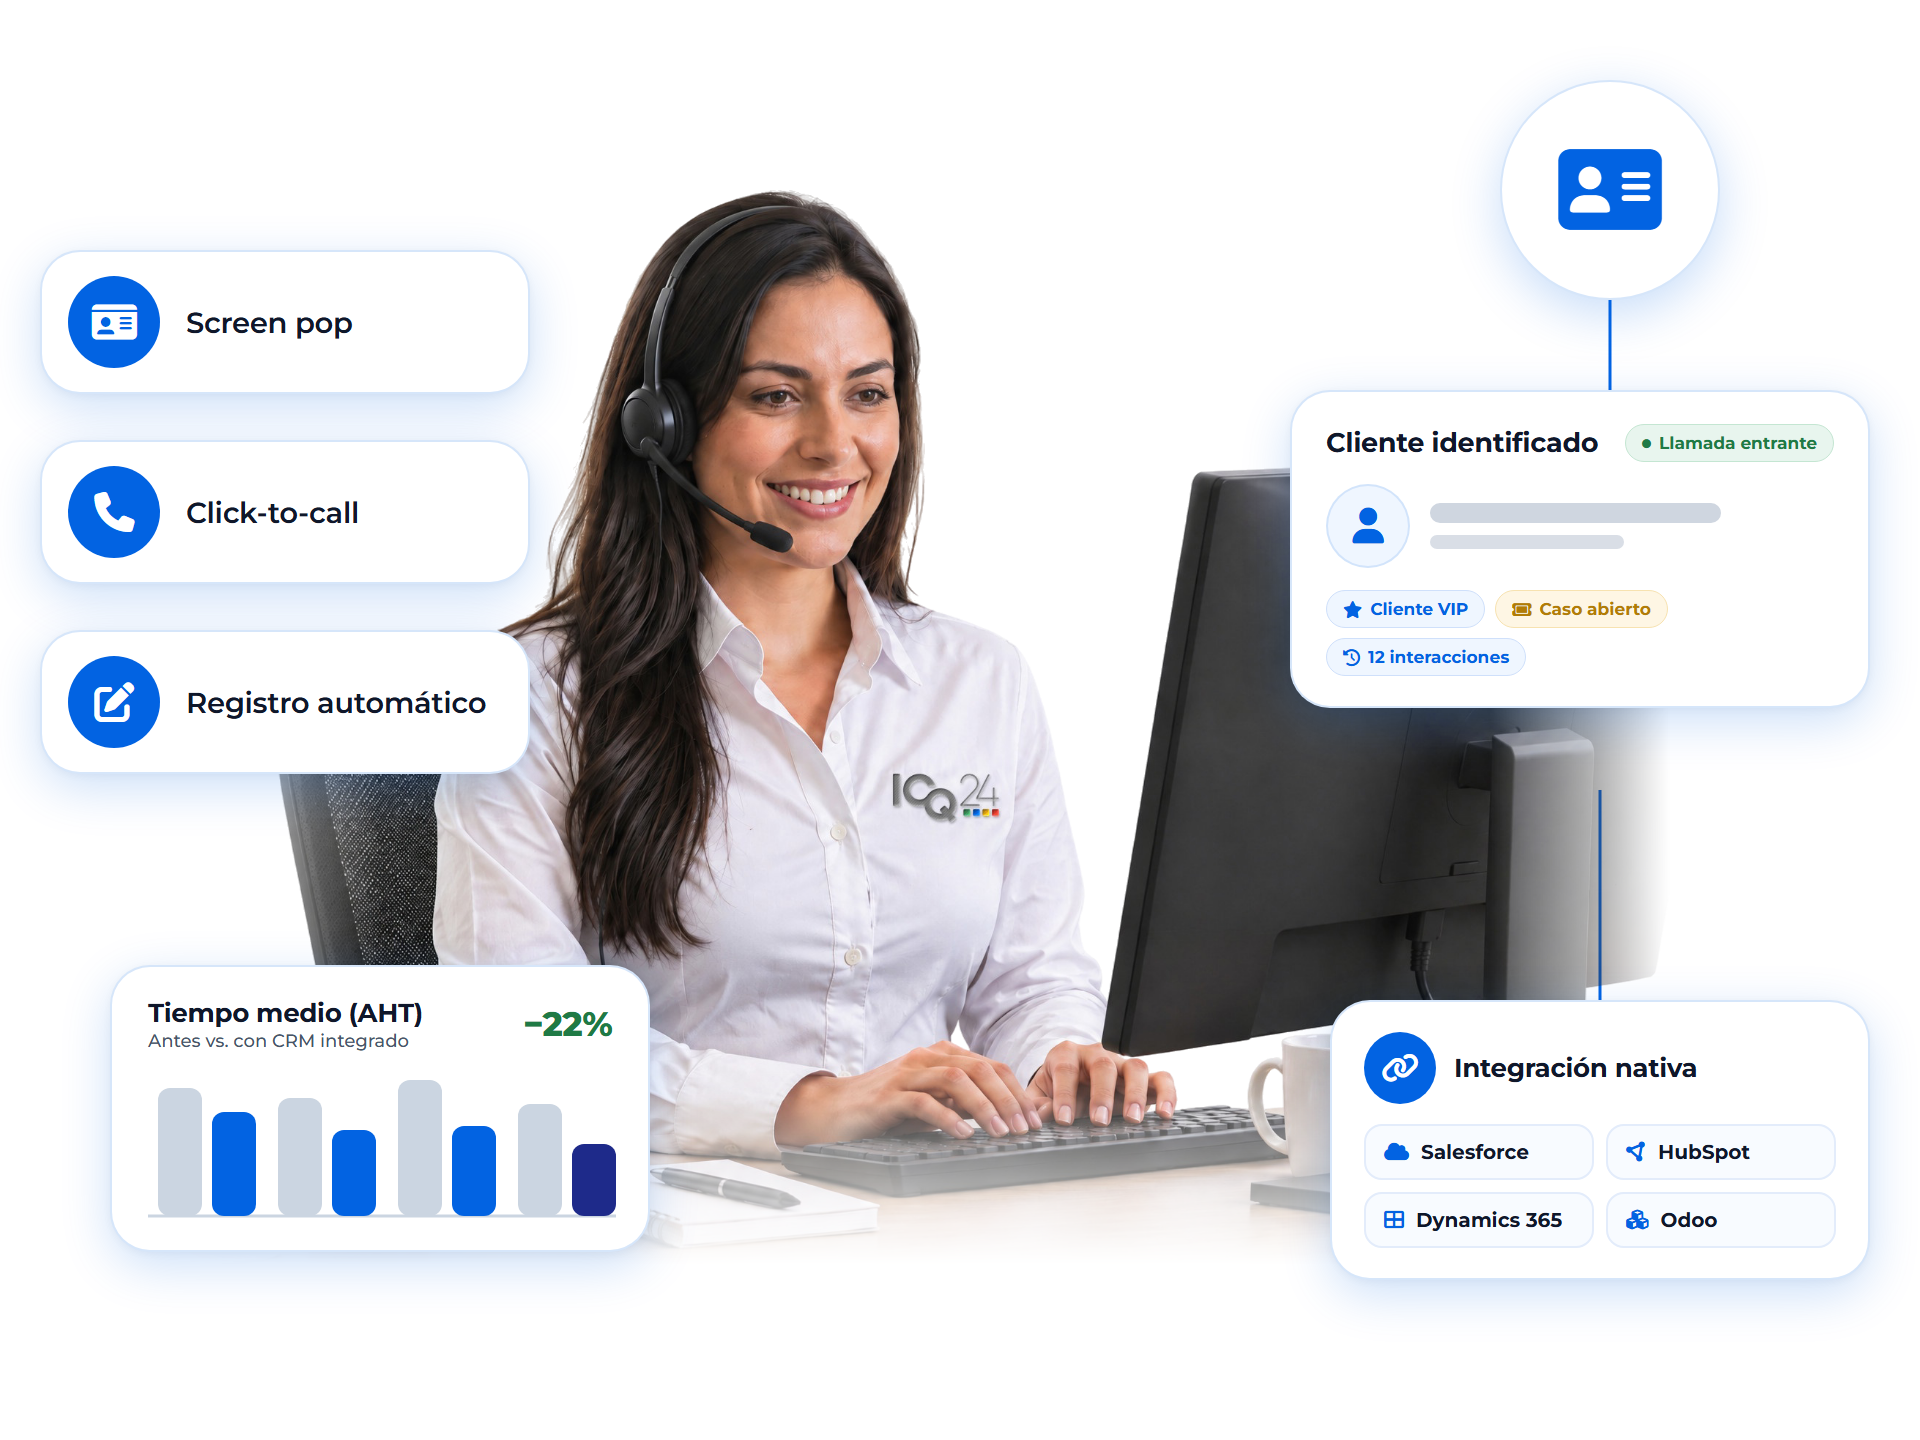 Screen pop
Click-to-call
Registro automático
ICQ24
Cliente identificado
Llamada entrante
Cliente VIP
Caso abierto
12 interacciones
Tiempo medio (AHT)
Antes vs. con CRM integrado
−22%
Integración nativa
Salesforce
HubSpot
Dynamics 365
Odoo